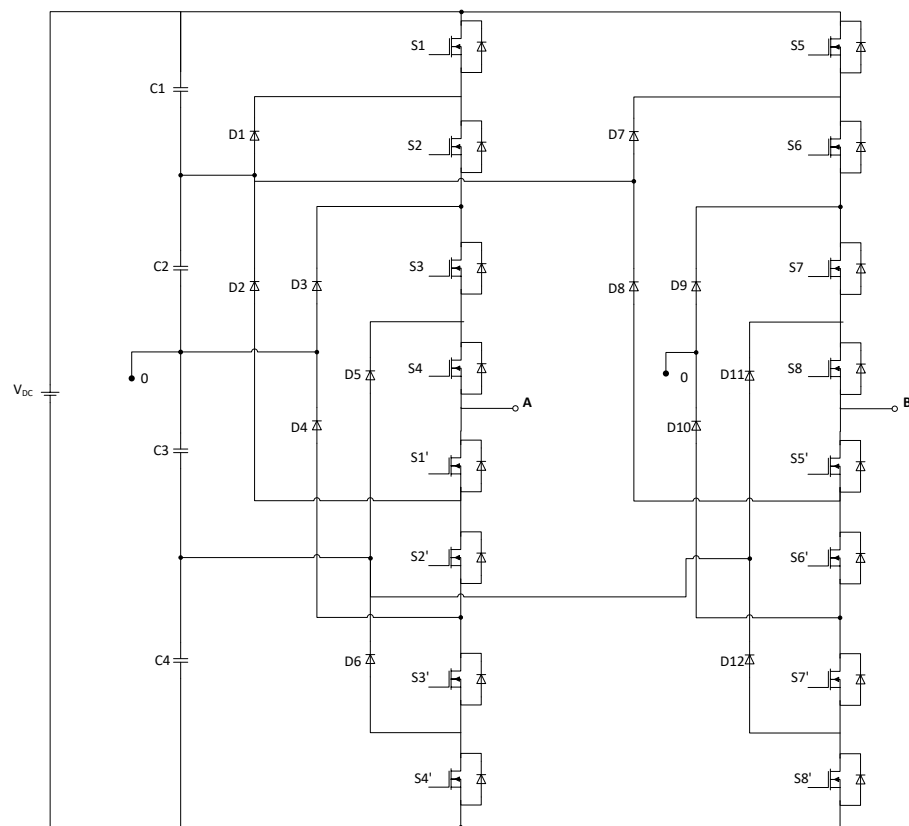 S1
S5
C1
D1
S2
D7
S6
C2
D2
D3
S3
D8
D9
S7
0
D5
S4
0
D11
S8
V_DC
A
B
D4
D10
C3
S1'
S5'
S2'
S6'
C4
D6
D12
S3'
S7'
S4'
S8'